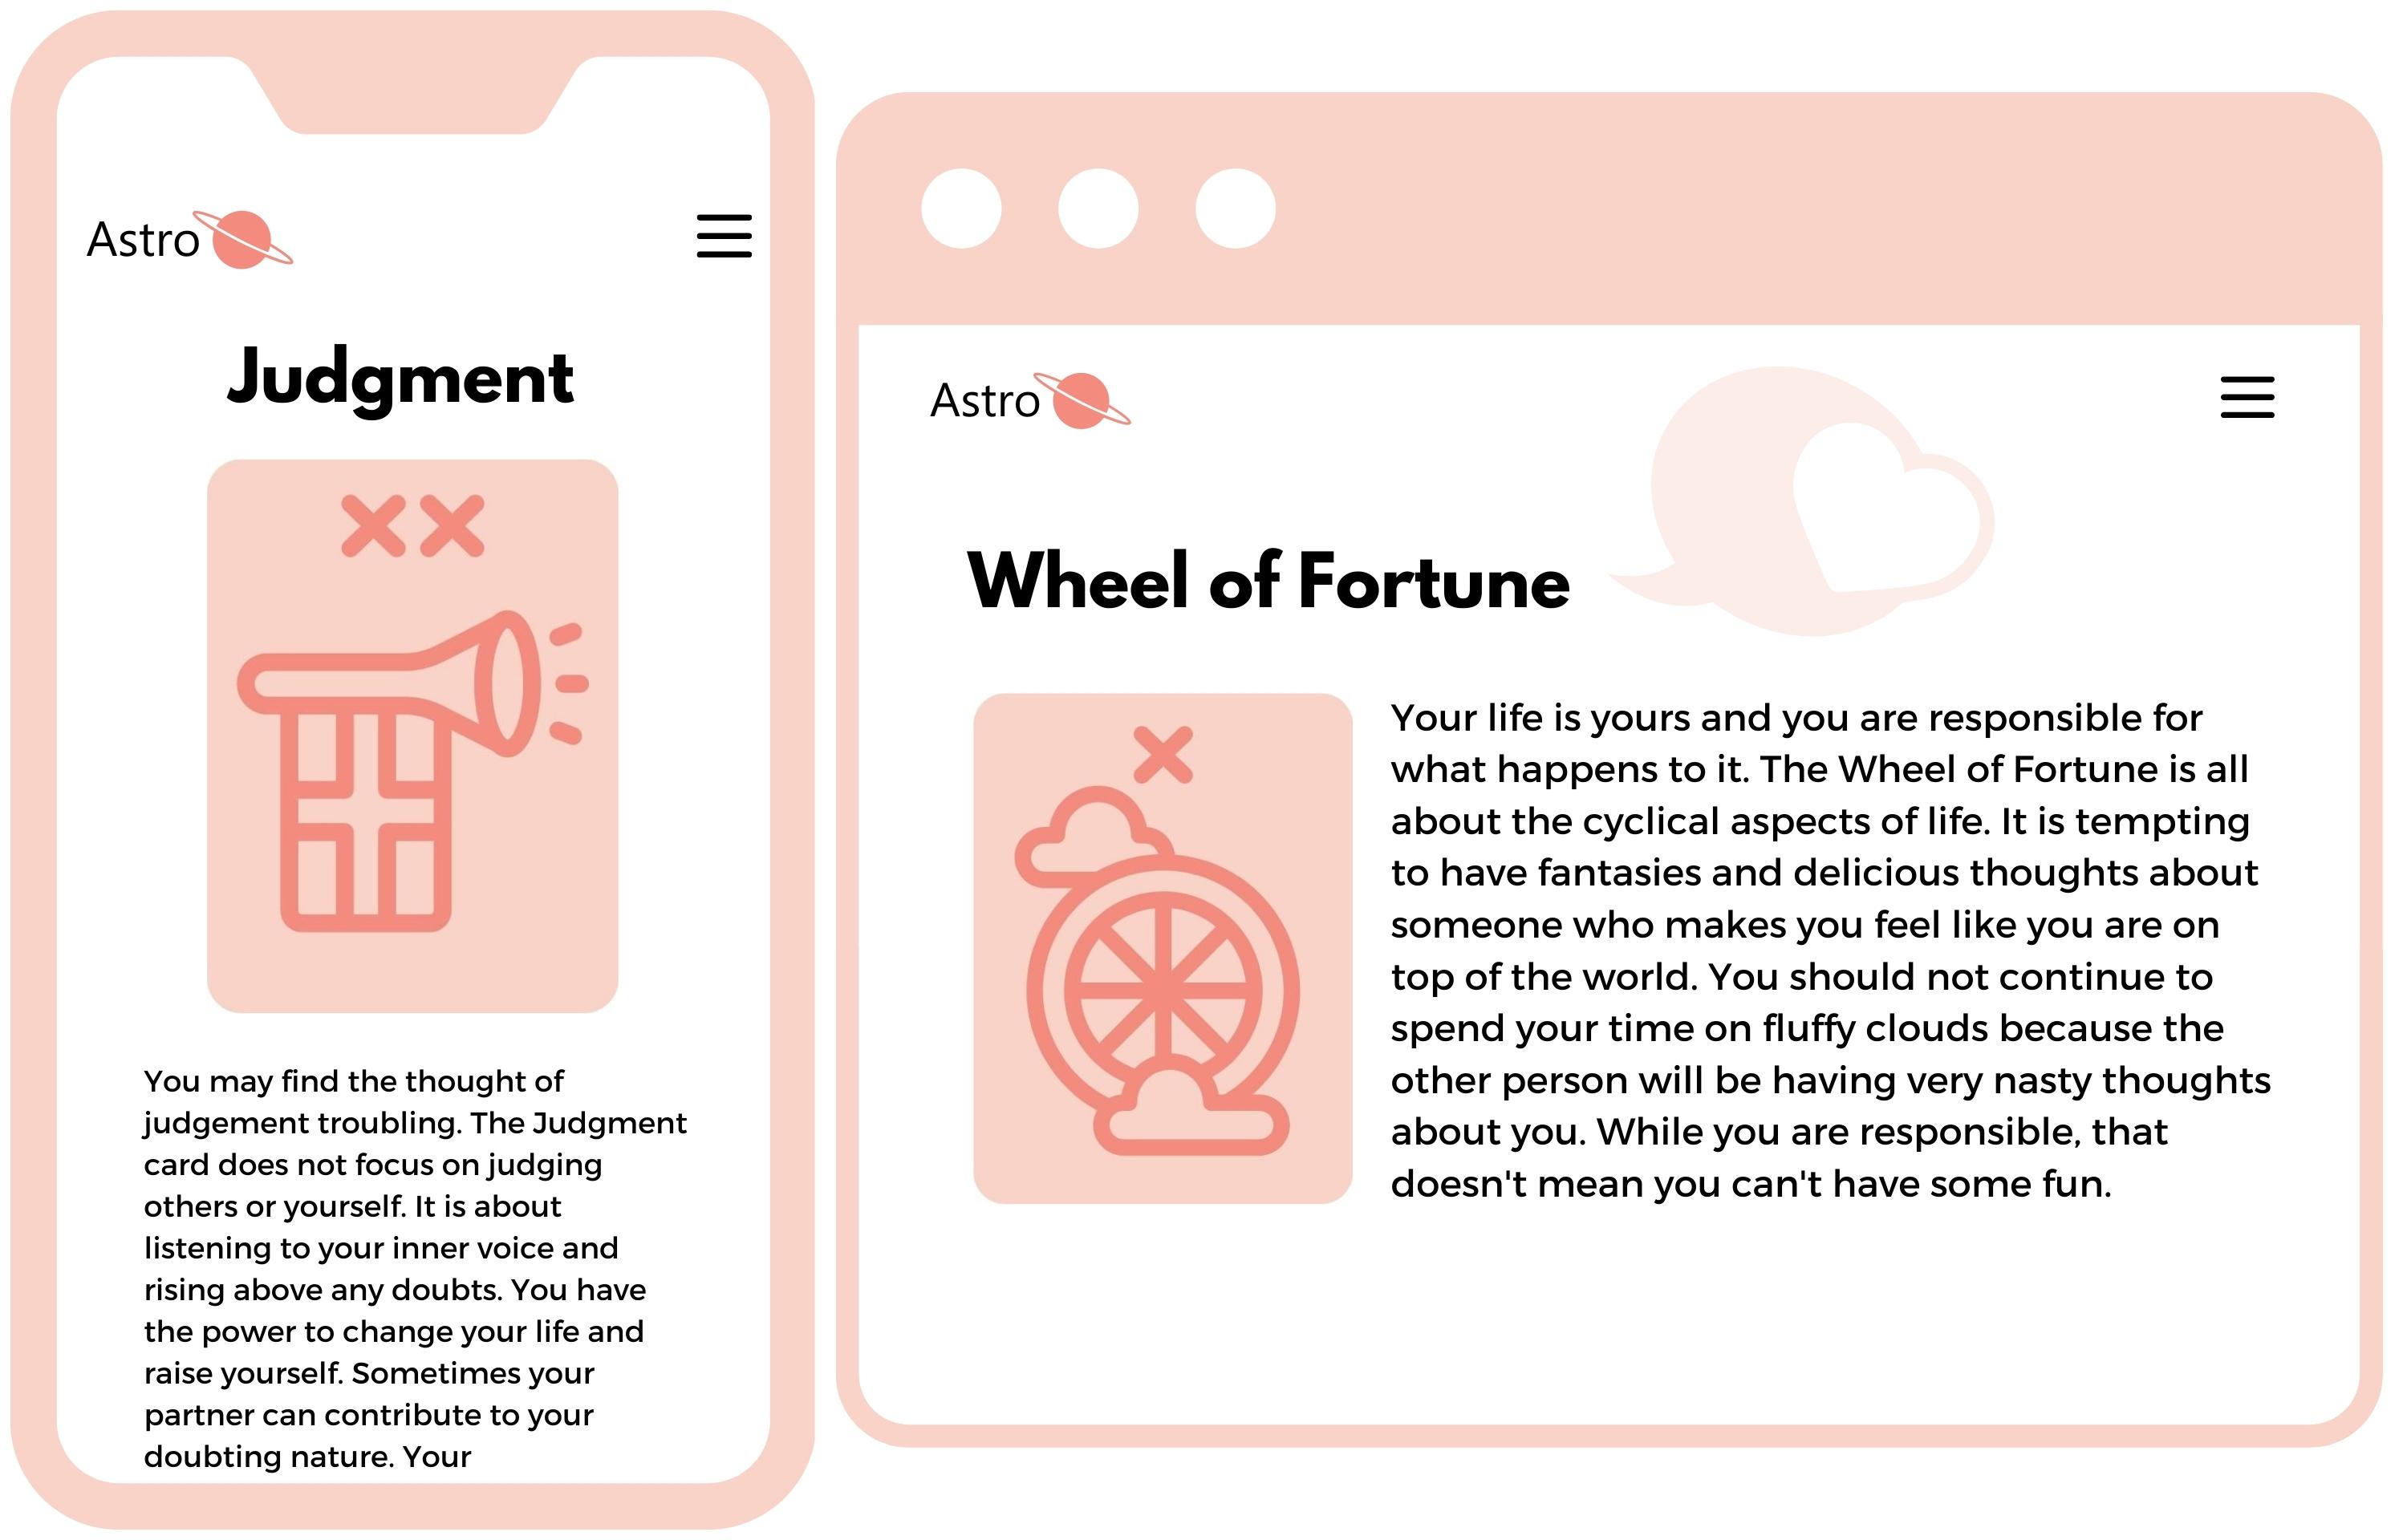 Astro
Judgment
XX
You may find the thought of
judgement troubling. The Judgment
card does not focus on judging
others or yourself. It is about
listening to your inner voice and
rising above any doubts. You have
the power to change your life and
raise yourself. Sometimes your
partner can contribute to your
doubting nature. Your
Astro
Wheel of Fortune
X
Your life is yours and you are responsible for
what happens to it. The Wheel of Fortune is all
about the cyclical aspects of life. It is tempting
to have fantasies and delicious thoughts about
someone who makes you feel like you are on
top of the world. You should not continue to
spend your time on fluffy clouds because the
other person will be having very nasty thoughts
about you. While you are responsible, that
doesn't mean you can't have some fun.